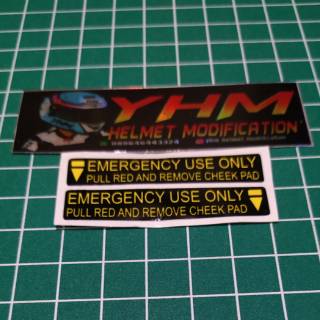 YHM
HELMET MODIFICATION
EMERGENCY USE ONLY
PULL RED AND REMOVE CHEEK PAD
EMERGENCY USE ONLY
PULL RED AND REMOVE CHEEK PAD